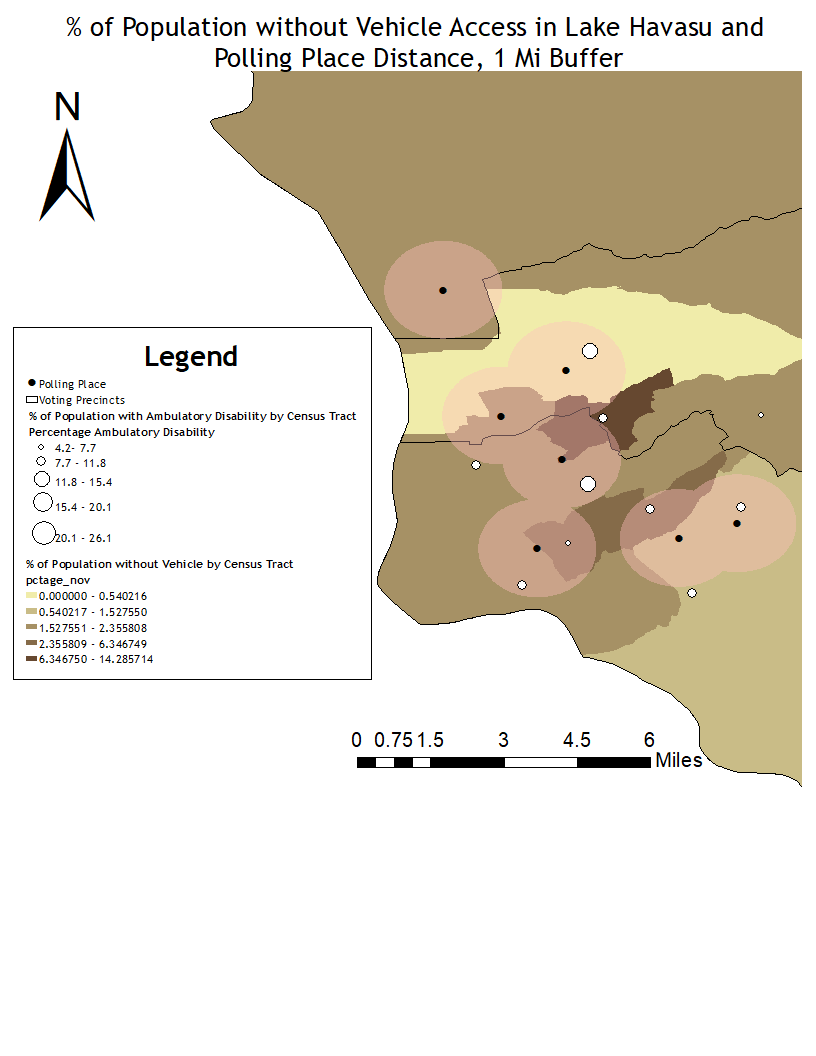 % of Population without Vehicle Access in Lake Havasu and
Polling Place Distance, 1 Mi Buffer
N
Legend
Polling Place
Voting Precincts
% of Population with Ambulatory Disability by Census Tract
Percentage Ambulatory Disability
4.2- 7.7
7.7 - 11.8
11.8 - 15.4
15.4 - 20.1
20.1 - 26.1
% of Population without Vehicle by Census Tract
pctage_nov
0.000000 - 0.540216
0.540217 - 1.527550
1.527551 - 2.355808
2.355809 - 6.346749
6.346750 - 14.285714
0 0.75 1.5 3 4.5 6
Miles